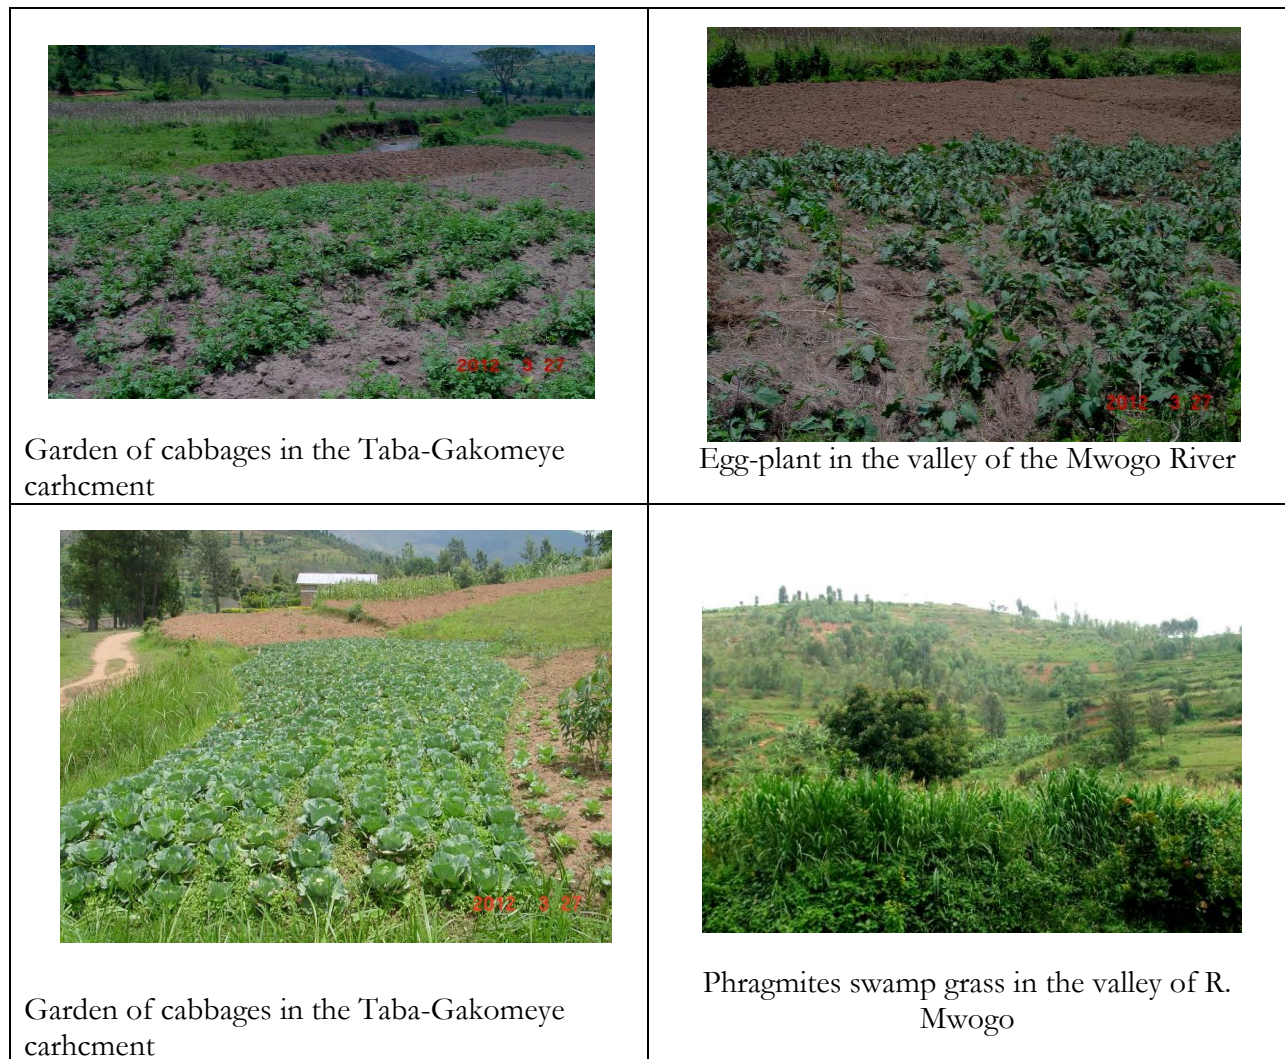 2012 3 27
Garden of cabbages in the Taba-Gakomeye
carhcment
2012 3 27
Egg-plant in the valley of the Mwogo River
2012 3 27
Garden of cabbages in the Taba-Gakomeye
carhcment
Phragmites swamp grass in the valley of R.
Mwogo